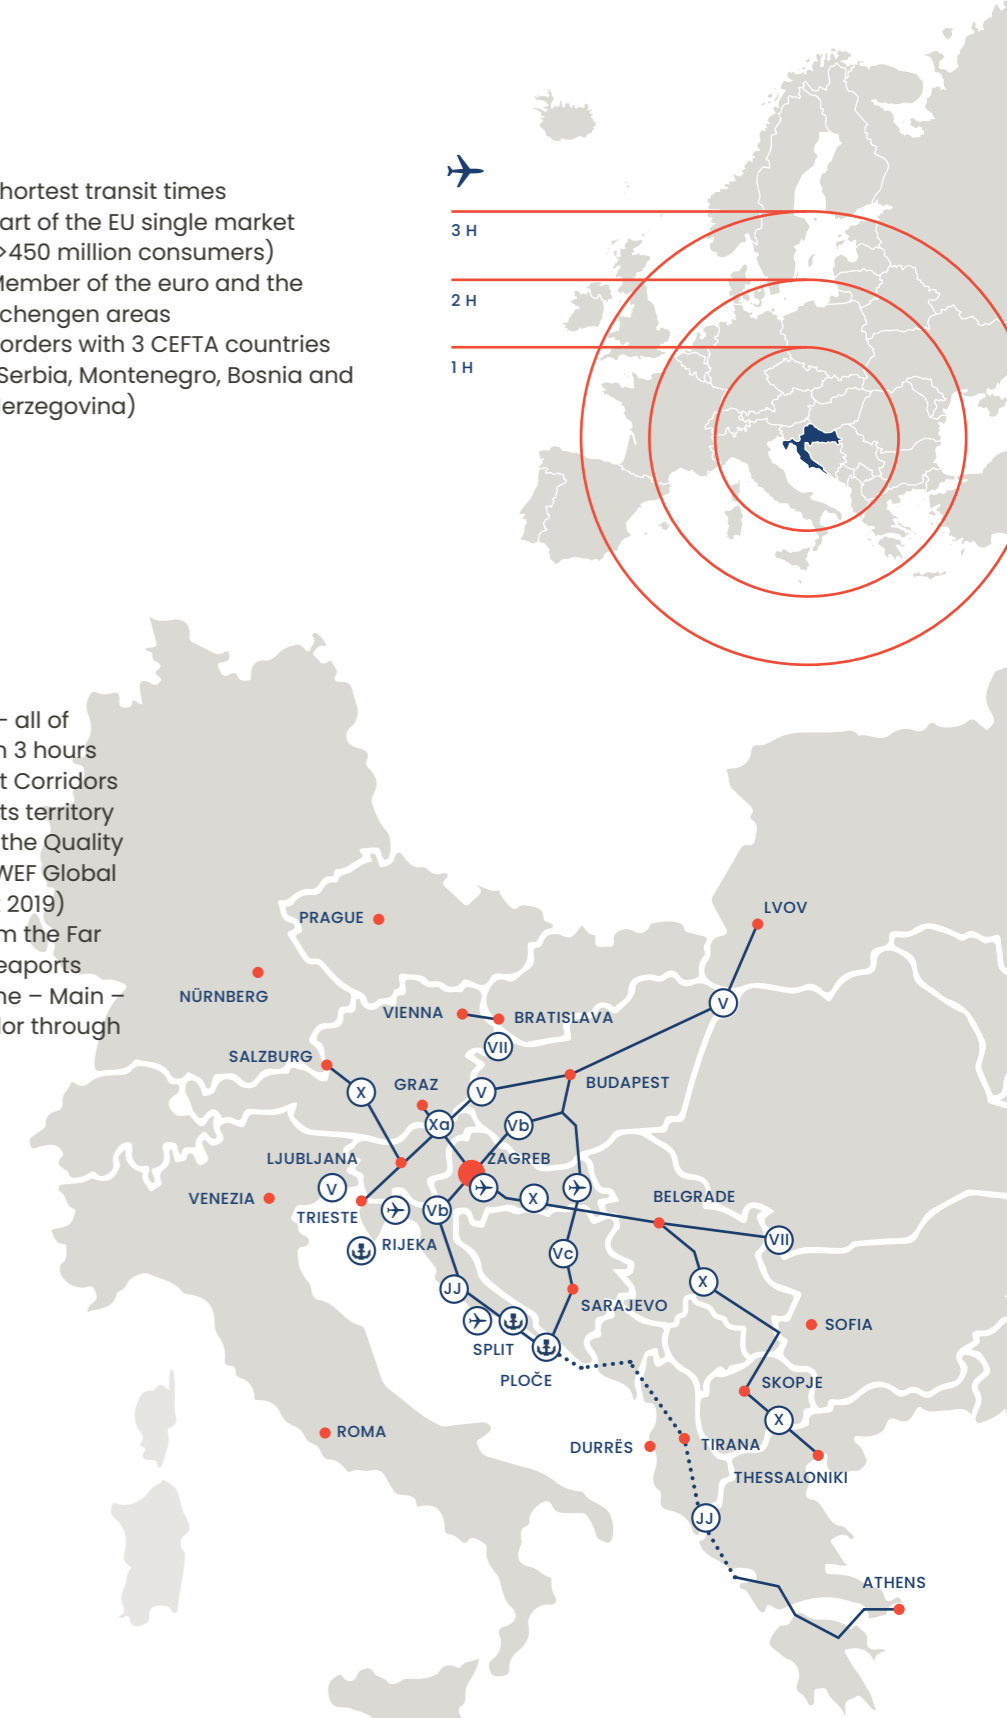 hortest transit times
art of the EU single market
>450 million consumers)
Member of the euro and the
chengen areas
orders with 3 CEFTA countries
Serbia, Montenegro, Bosnia and
erzegovina)
3 H
2 H
1 H
– all of
n 3 hours
t Corridors
ts territory
the Quality
WEF Global
2019)
m the Far
eaports
ne – Main –
dor through
LVOV
PRAGUE
NÜRNBERG
V
VIENNA
BRATISLAVA
VII
SALZBURG
BUDAPEST
GRAZ
X
V
Xa
Vb
LJUBLJANA
ZAGREB
V
VENEZIA
X
BELGRADE
TRIESTE
Vb
RIJEKA
VII
Vc
X
JJ
SARAJEVO
SOFIA
SPLIT
PLOČE
SKOPJE
X
ROMA
DURRËS
TIRANA
THESSALONIKI
JJ
ATHENS